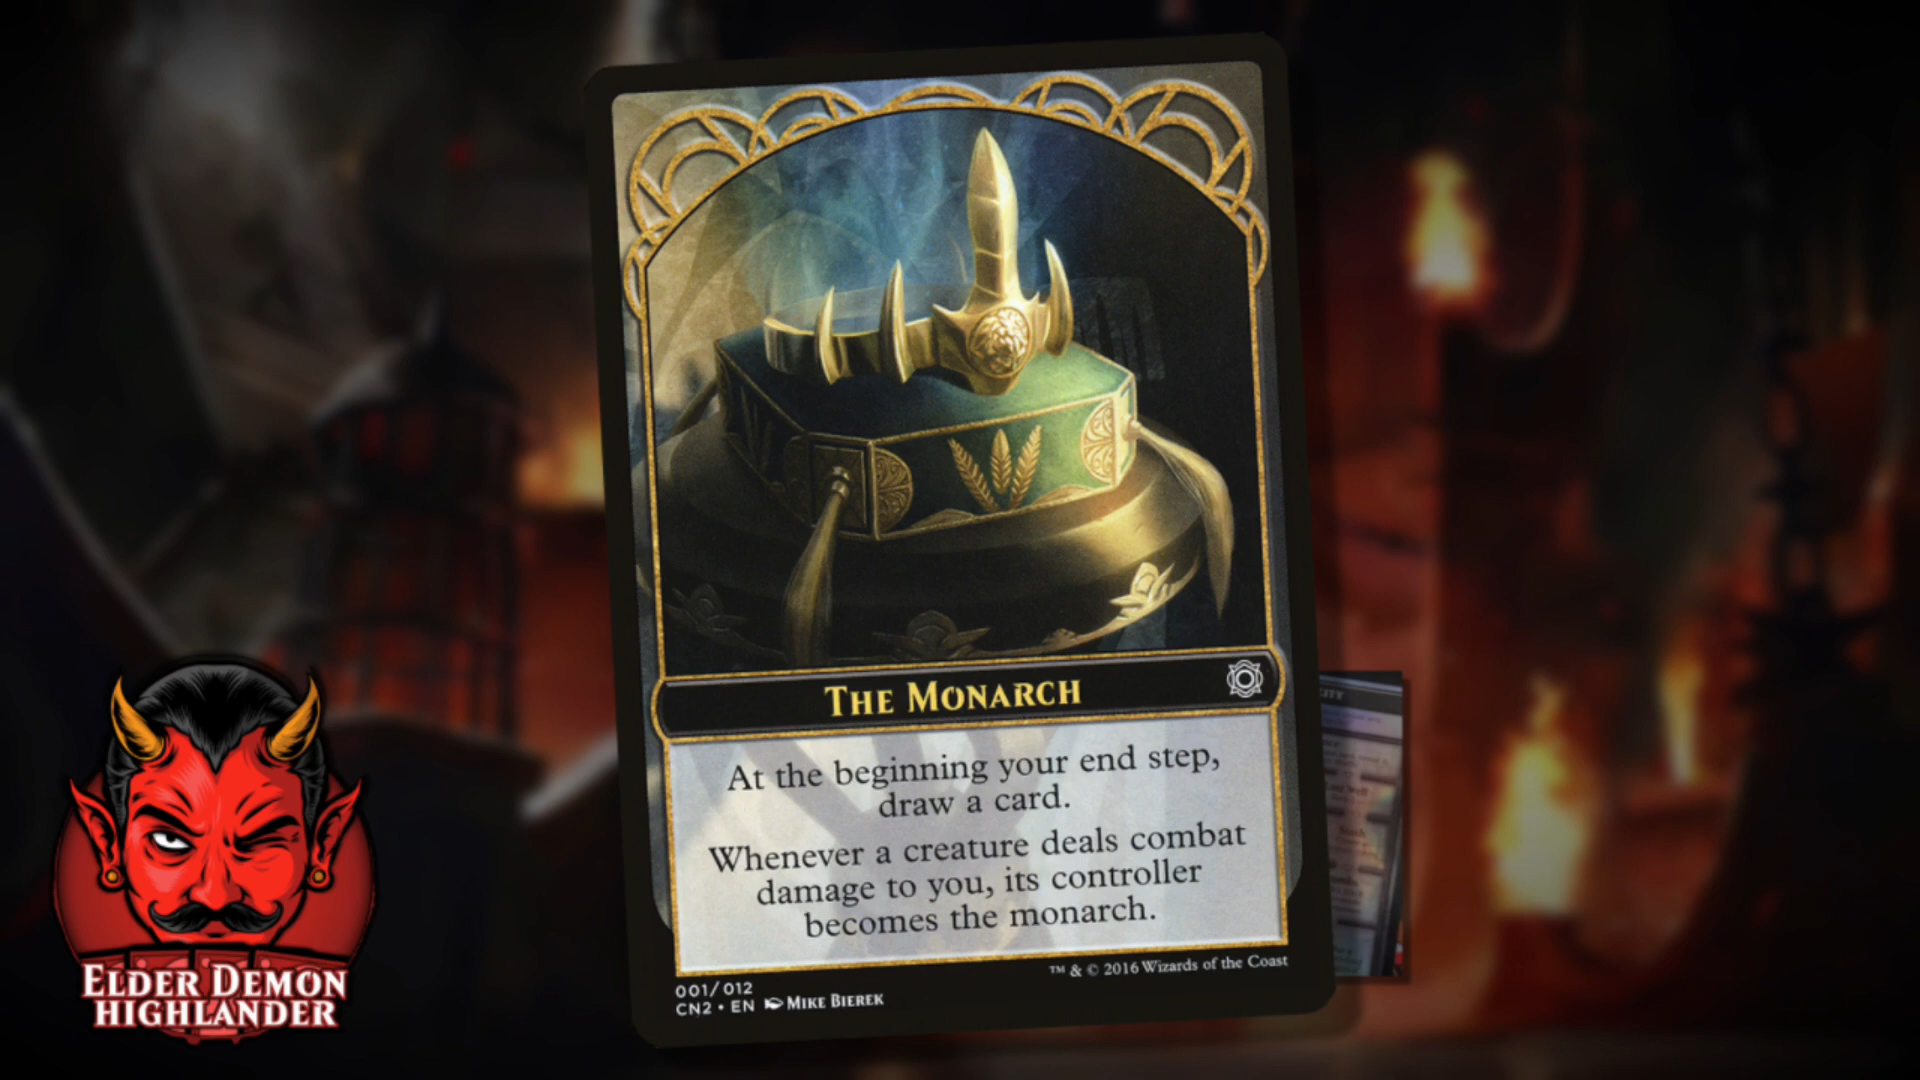 The Monarch
At the beginning your end step,
draw a card.
Whenever a creature deals combat
damage to you, its controller
becomes the monarch.
™ & © 2016 Wizards of the Coast
001/012
CN2 • EN Mike Bierek
Elder Demon
Highlander